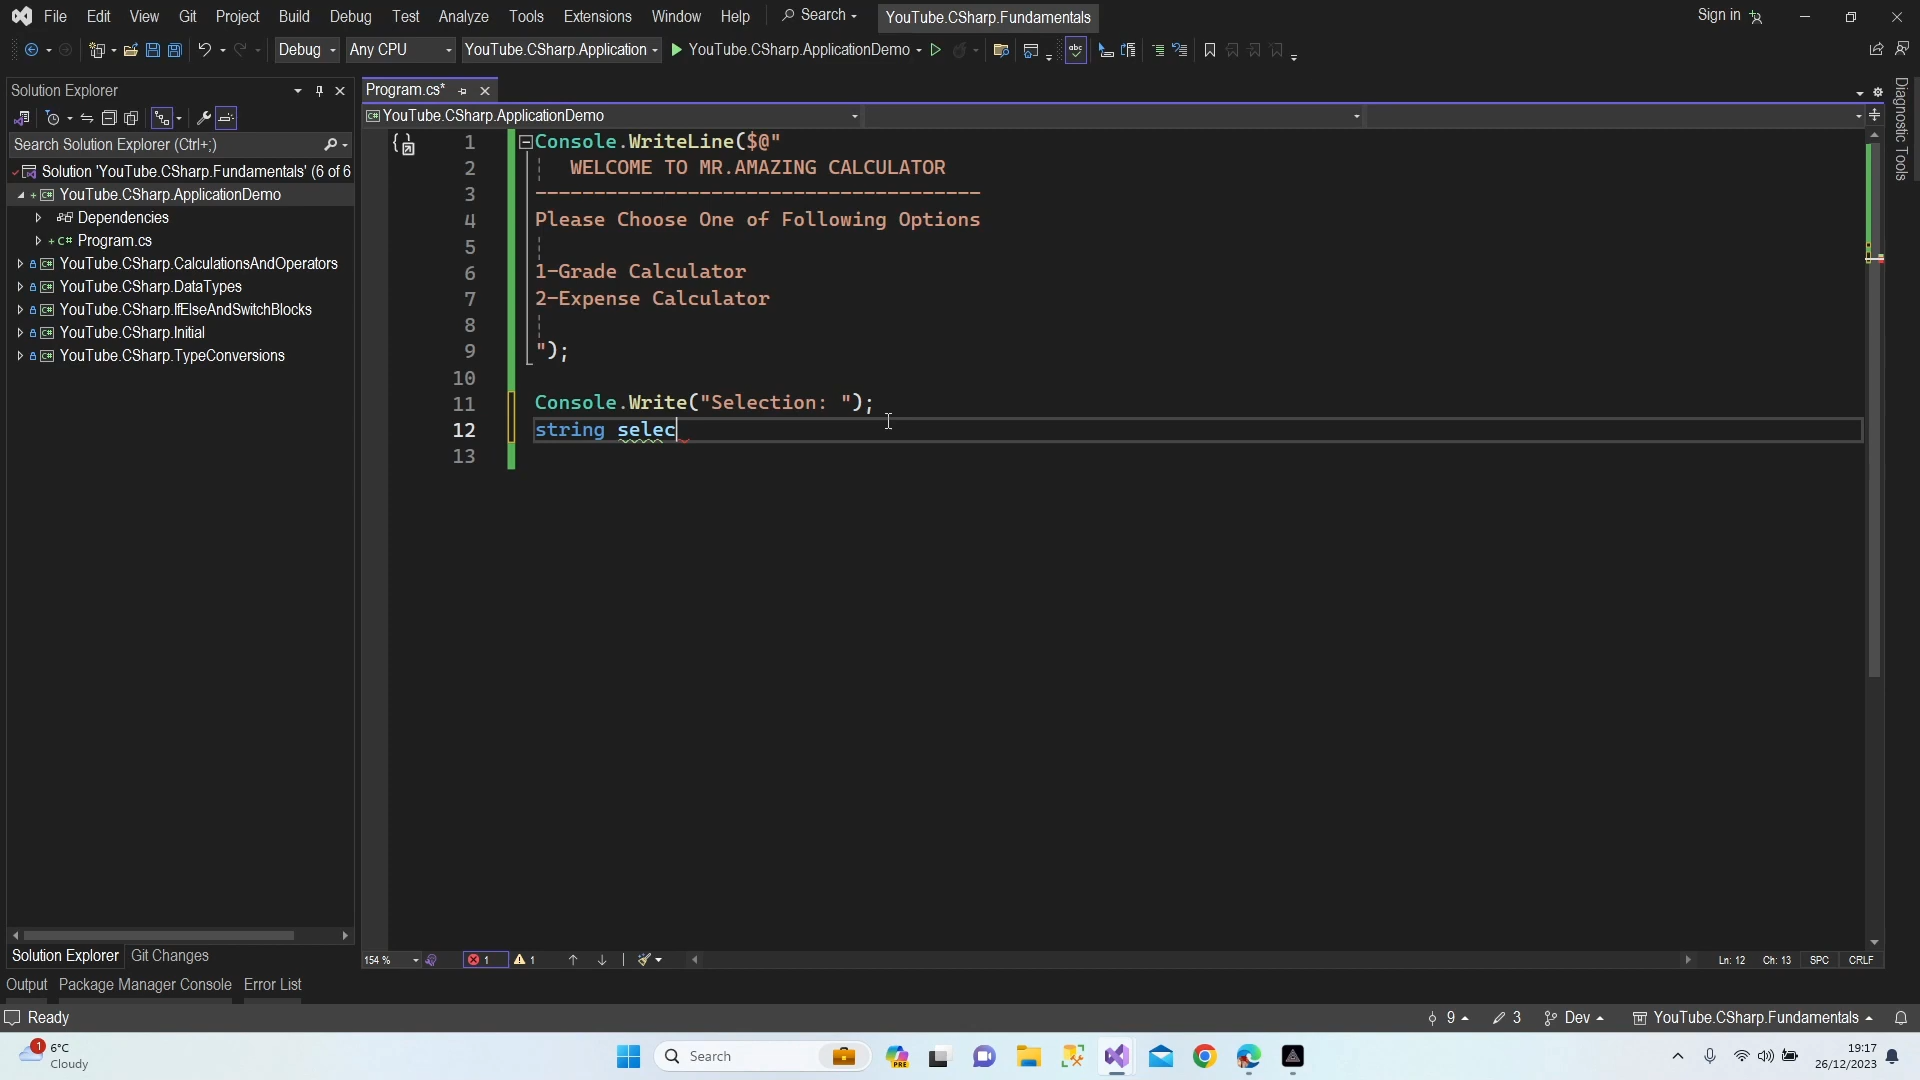 File Edit View Git Project Build Debug Test Analyze Tools Extensions Window Help Search YouTube.CSharp.Fundamentals Sign in
Debug Any CPU YouTube.CSharp.Application YouTube.CSharp.ApplicationDemo
Solution Explorer
Search Solution Explorer (Ctrl+;)
Solution 'YouTube.CSharp.Fundamentals' (6 of 6
YouTube.CSharp.ApplicationDemo
Dependencies
C# Program.cs
YouTube.CSharp.CalculationsAndOperators
YouTube.CSharp.DataTypes
YouTube.CSharp.IfElseAndSwitchBlocks
YouTube.CSharp.Initial
YouTube.CSharp.TypeConversions
Solution Explorer Git Changes
Program.cs*
YouTube.CSharp.ApplicationDemo
1 Console.WriteLine($@"
2 WELCOME TO MR.AMAZING CALCULATOR
3 --------------------------------------
4 Please Choose One of Following Options
5
6 1-Grade Calculator
7 2-Expense Calculator
8
9 ");
10
11 Console.Write("Selection: ");
12 string selec
13
154 % 1 1 Ln: 12 Ch: 13 SPC CRLF
Diagnostic Tools
Output Package Manager Console Error List
Ready 9 3 Dev YouTube.CSharp.Fundamentals
1 6°C
Cloudy
Search
PRE
19:17
26/12/2023